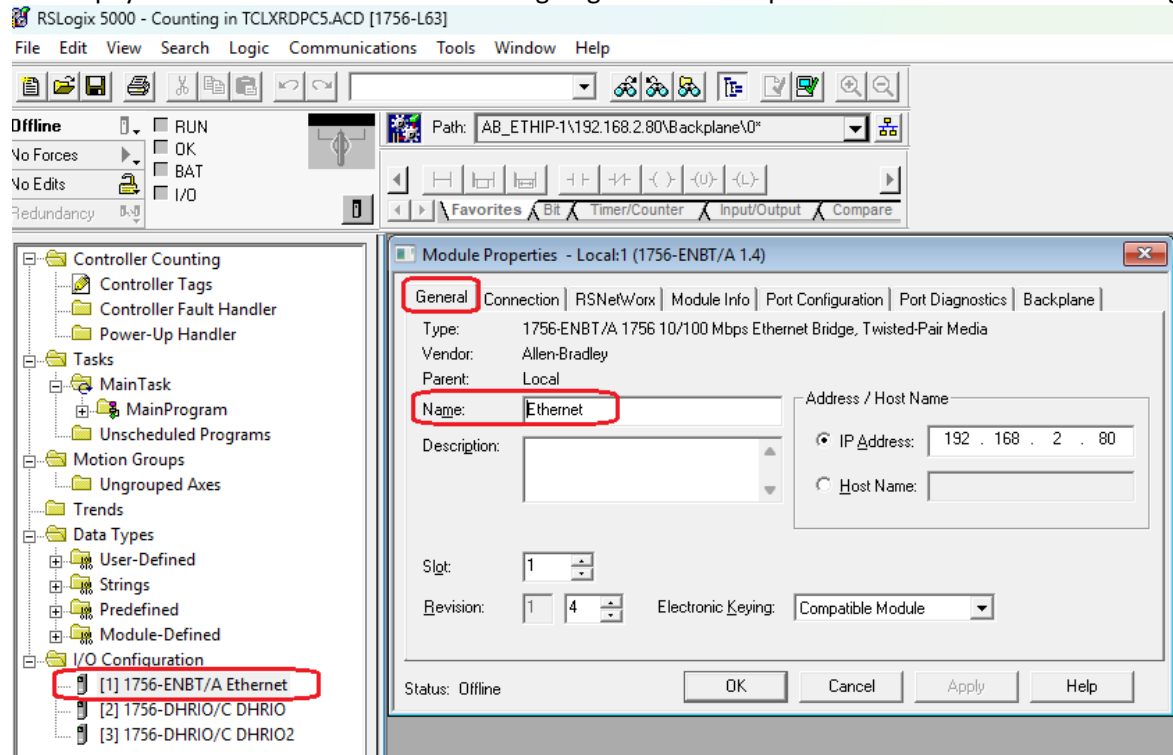 RSLogix 5000 - Counting in TCLXRDPC5.ACD [1756-L63]
File Edit View Search Logic Communications Tools Window Help
Offline
RUN
No Forces
OK
No Edits
BAT
Redundancy
I/O
Path: AB_ETHIP-1\192.168.2.80\Backplane\0*
Favorites Bit Timer/Counter Input/Output Compare
Controller Counting
Controller Tags
Controller Fault Handler
Power-Up Handler
Tasks
MainTask
MainProgram
Unscheduled Programs
Motion Groups
Ungrouped Axes
Trends
Data Types
User-Defined
Strings
Predefined
Module-Defined
I/O Configuration
[1] 1756-ENBT/A Ethernet
[2] 1756-DHRIO/C DHRIO
[3] 1756-DHRIO/C DHRIO2
Module Properties - Local:1 (1756-ENBT/A 1.4)
General Connection RSNetWorx Module Info Port Configuration Port Diagnostics Backplane
Type: 1756-ENBT/A 1756 10/100 Mbps Ethernet Bridge, Twisted-Pair Media
Vendor: Allen-Bradley
Parent: Local
Name: Ethernet
Description:
Address / Host Name
IP Address: 192 . 168 . 2 . 80
Host Name:
Slot: 1
Revision: 1 4 Electronic Keying: Compatible Module
Status: Offline OK Cancel Apply Help